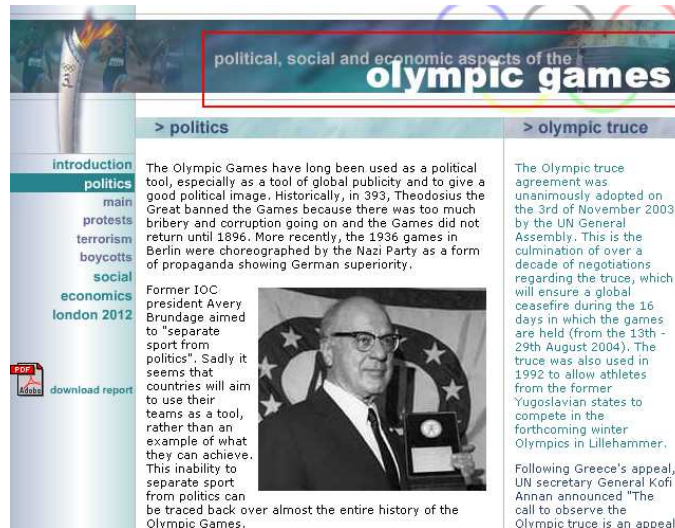 political, social and economic aspects of the
olympic games
> politics
> olympic truce
introduction
politics
main
protests
terrorism
boycotts
social
economics
london 2012
PDF
Adobe
download report
The Olympic Games have long been used as a political
tool, especially as a tool of global publicity and to give a
good political image. Historically, in 393, Theodosius the
Great banned the Games because there was too much
bribery and corruption going on and the Games did not
return until 1896. More recently, the 1936 games in
Berlin were choreographed by the Nazi Party as a form
of propaganda showing German superiority.
Former IOC
president Avery
Brundage aimed
to "separate
sport from
politics". Sadly it
seems that
countries will aim
to use their
teams as a tool,
rather than an
example of what
they can achieve.
This inability to
separate sport
from politics can
be traced back over almost the entire history of the
Olympic Games.
The Olympic truce
agreement was
unanimously adopted on
the 3rd of November 2003
by the UN General
Assembly. This is the
culmination of over a
decade of negotiations
regarding the truce, which
will ensure a global
ceasefire during the 16
days in which the games
are held (from the 13th -
29th August 2004). The
truce was also used in
1992 to allow athletes
from the former
Yugoslavian states to
compete in the
forthcoming winter
Olympics in Lillehammer.
Following Greece's appeal,
UN secretary General Kofi
Annan announced "The
call to observe the
Olympic truce is an appeal